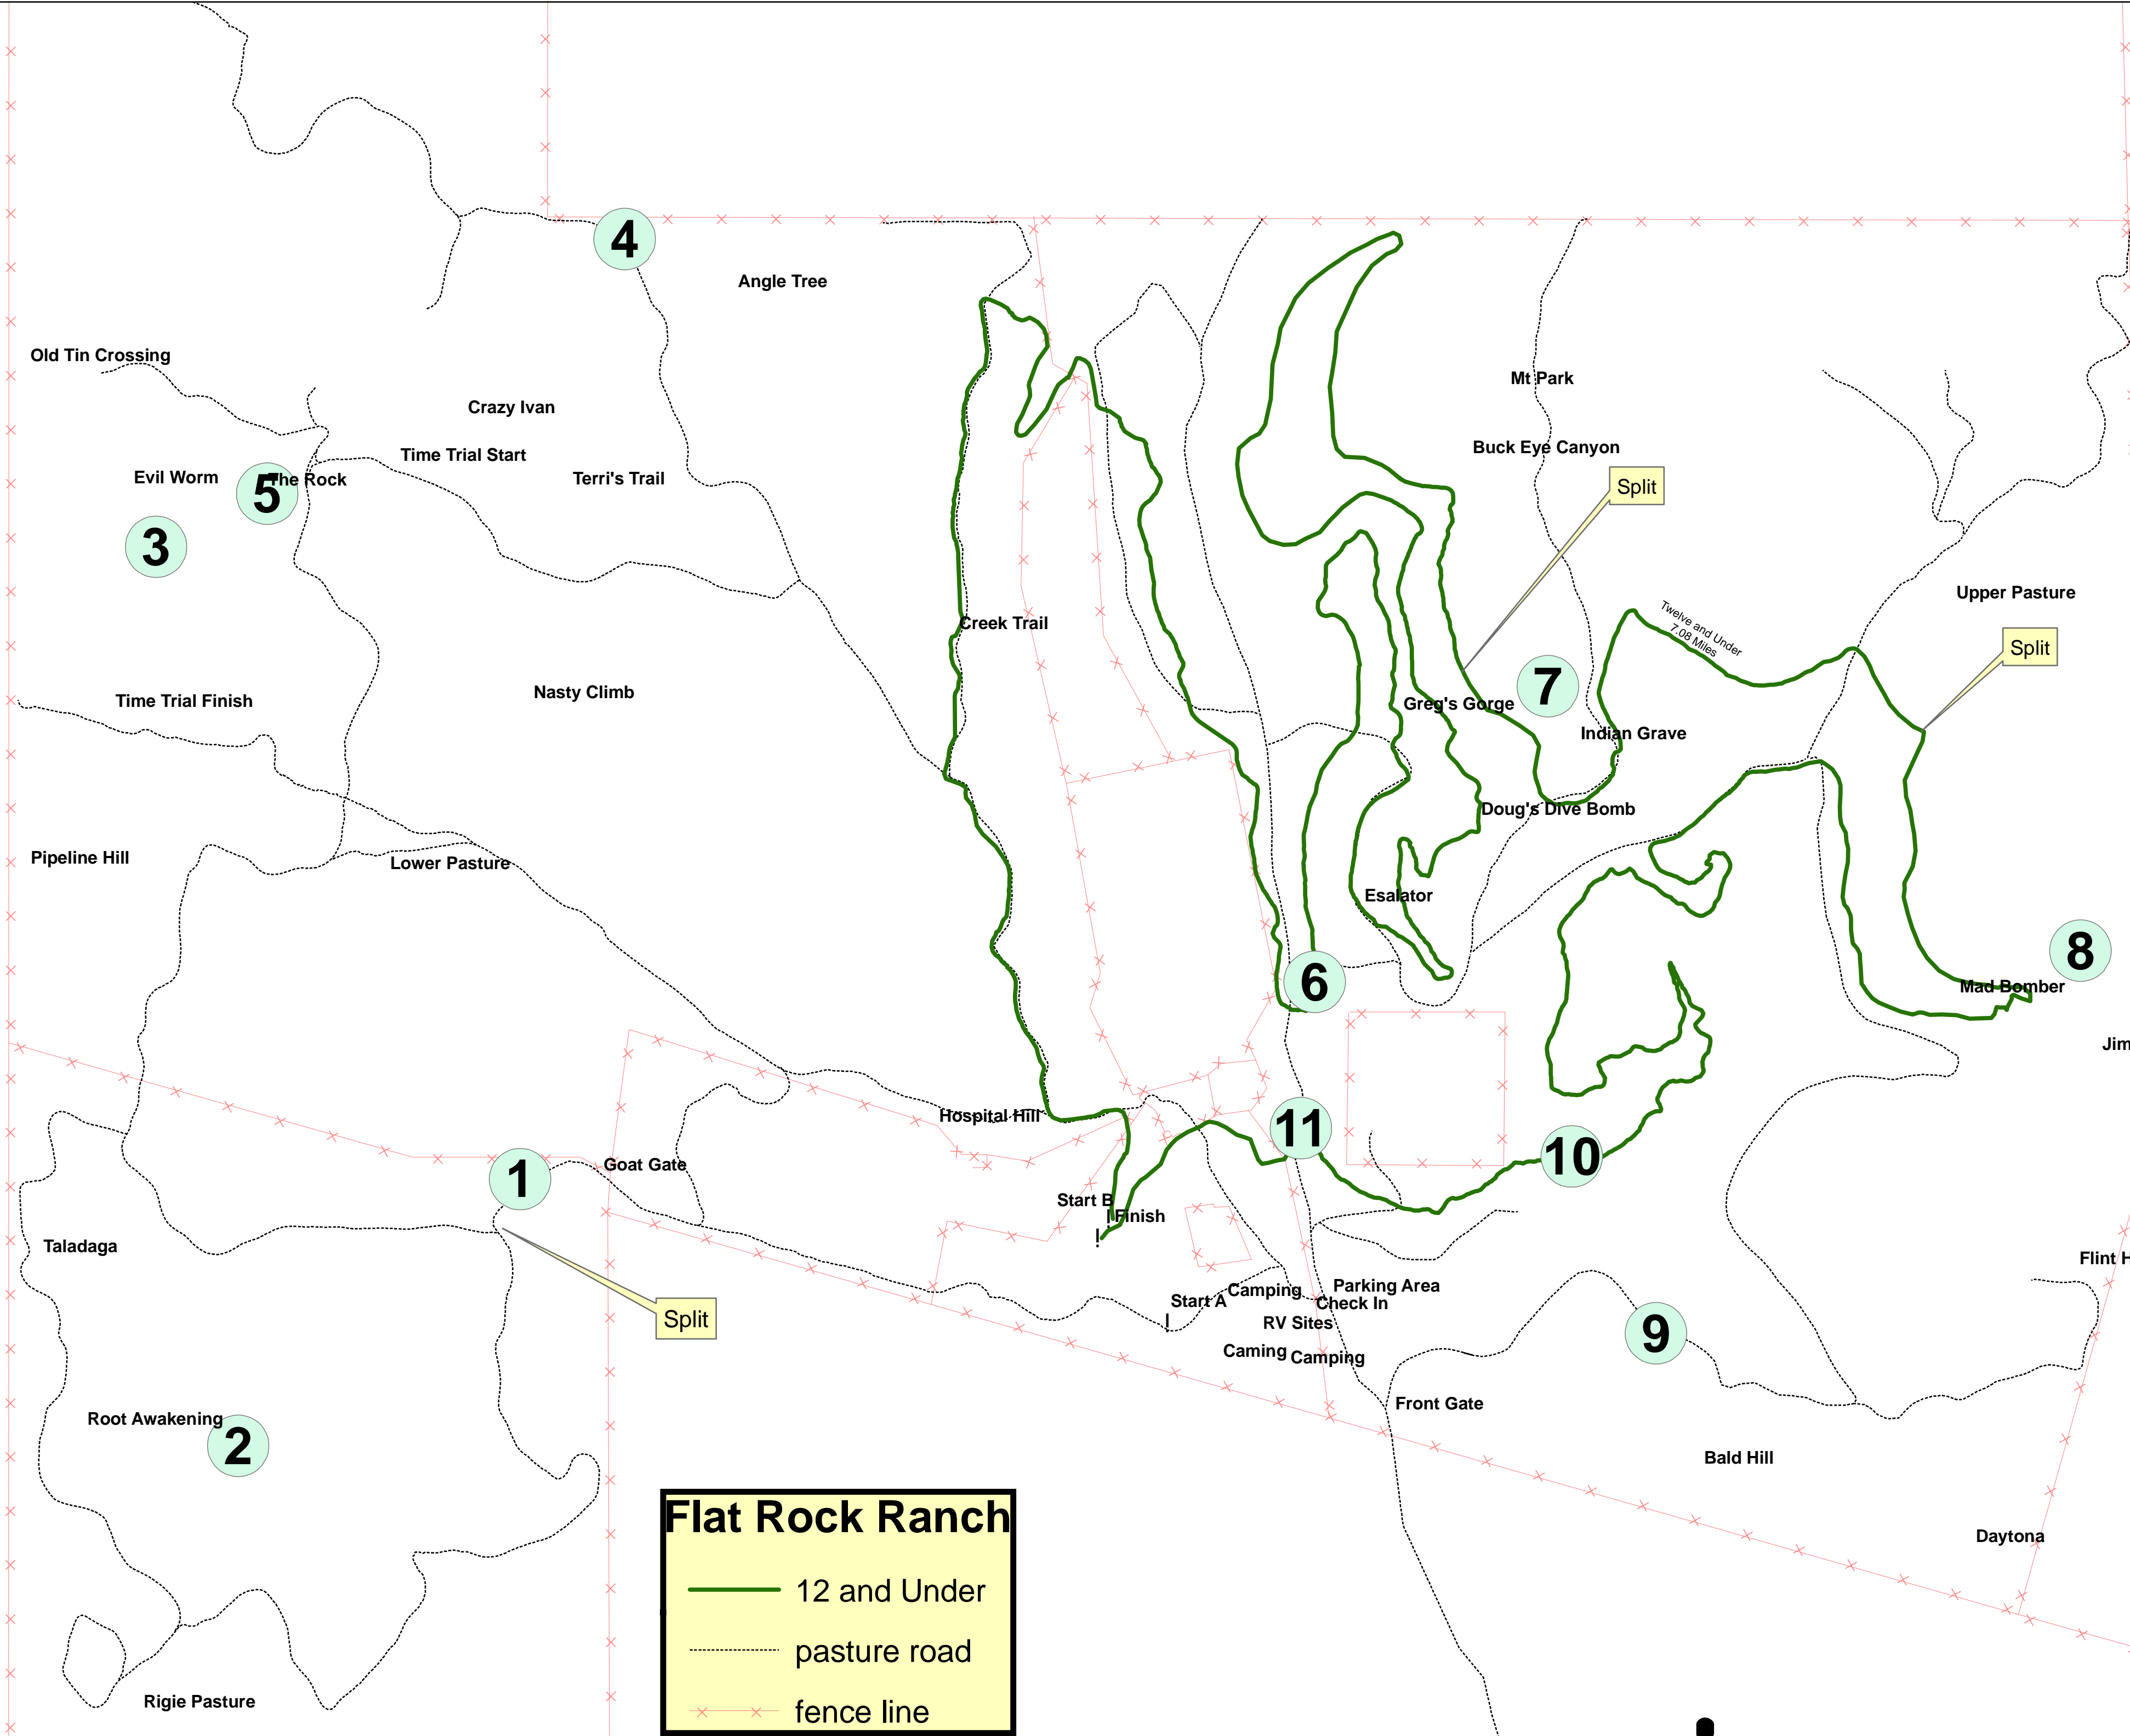 4
Angle Tree
Old Tin Crossing
Mt Park
Crazy Ivan
Buck Eye Canyon
Time Trial Start
Evil Worm
5
The Rock
Terri's Trail
Split
3
Upper Pasture
Creek Trail
Twelve and Under
7.08 Miles
Split
Nasty Climb
7
Time Trial Finish
Greg's Gorge
Indian Grave
Doug's Dive Bomb
Pipeline Hill
Lower Pasture
Esalator
8
6
Mad Bomber
Jim
Hospital Hill
11
10
Goat Gate
1
Start B
Finish
Taladaga
Flint H
Parking Area
Camping
Start A
Check In
Split
RV Sites
9
Caming
Camping
Front Gate
Root Awakening
2
Bald Hill
Flat Rock Ranch
12 and Under
pasture road
fence line
Daytona
Rigie Pasture